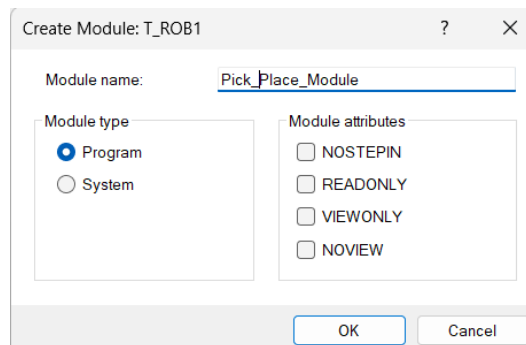 Create Module: T_ROB1 ? X
Module name: Pick_Place_Module
Module type
Program
System
Module attributes
NOSTEPIN
READONLY
VIEWONLY
NOVIEW
OK Cancel